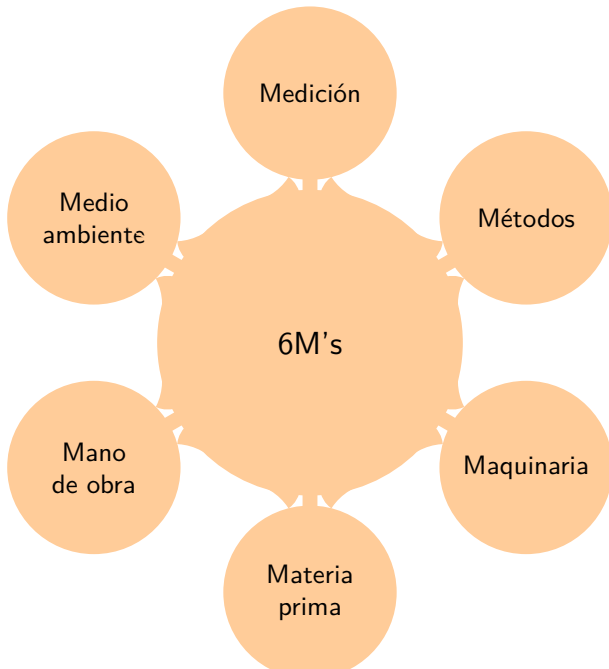 Medición
Medio
ambiente
Métodos
6M's
Mano
de obra
Maquinaria
Materia
prima